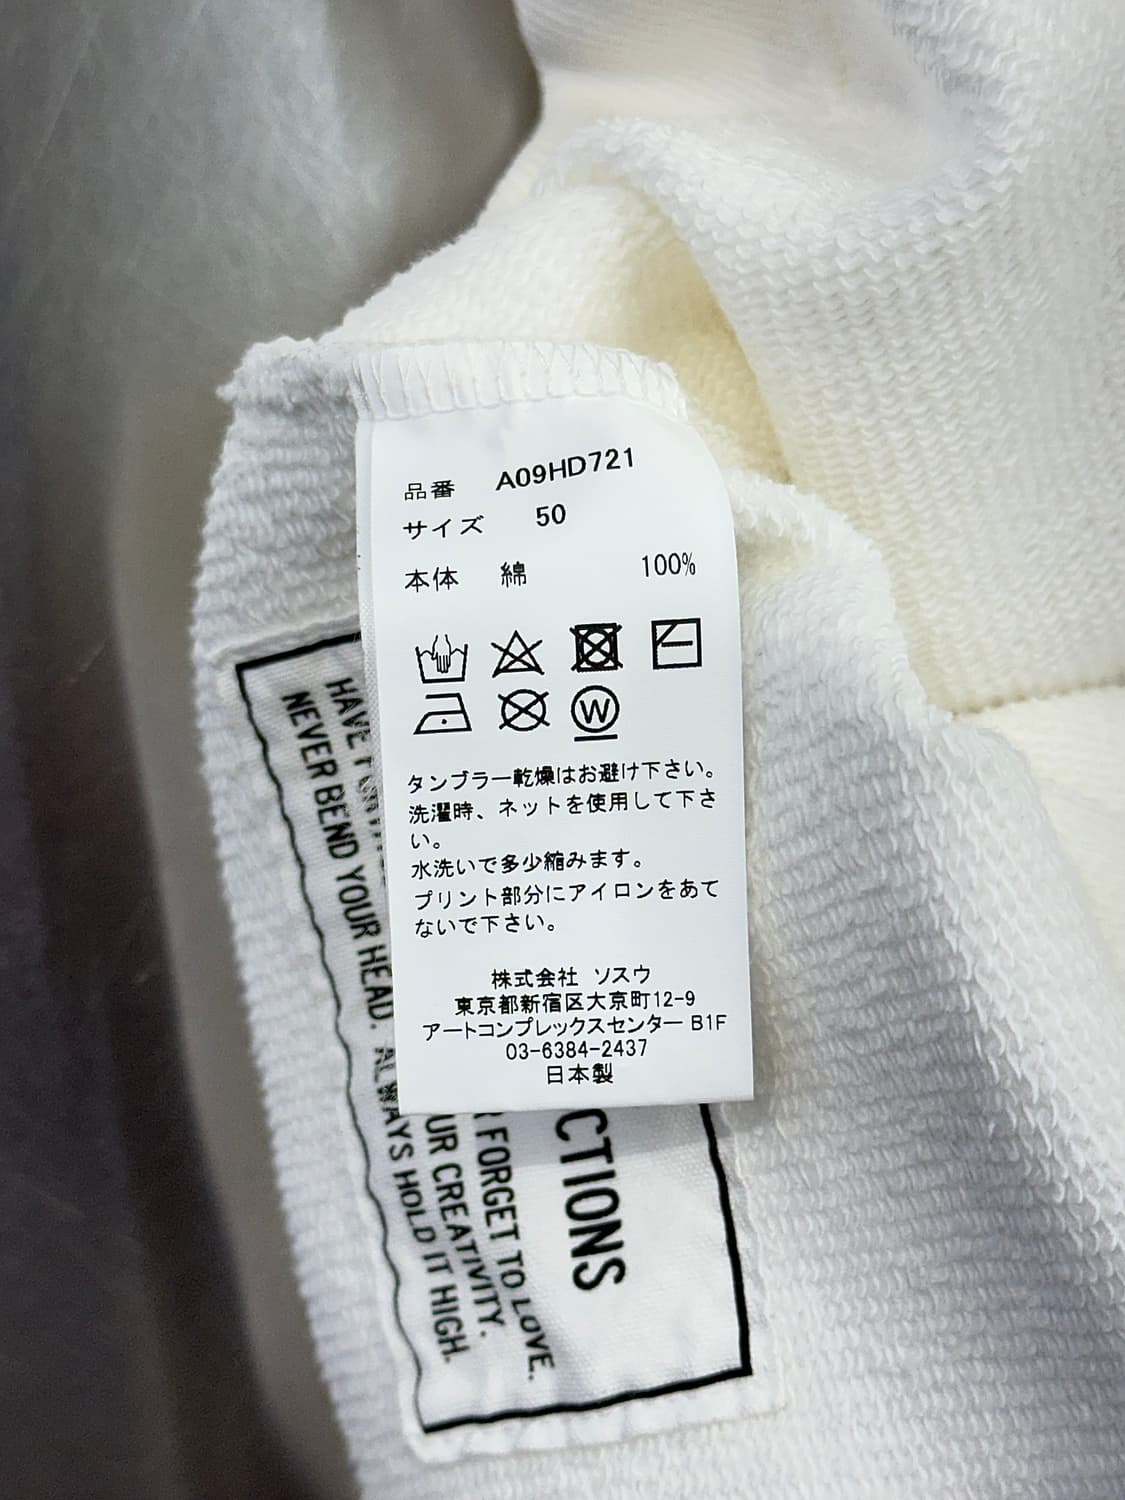 品番 A09HD721
サイズ 50
本体 綿 100%
W
タンブラー乾燥はお避け下さい。
洗濯時、ネットを使用して下さ
い。
水洗いで多少縮みます。
プリント部分にアイロンをあて
ないで下さい。
株式会社 ソスウ
東京都新宿区大京町12-9
アートコンプレックスセンター B1F
03-6384-2437
日本製
CTIONS
FORGET TO LOVE.
UR CREATIVITY.
HAVE
ALWAYS HOLD IT HIGH.
NEVER BEND YOUR HEAD.